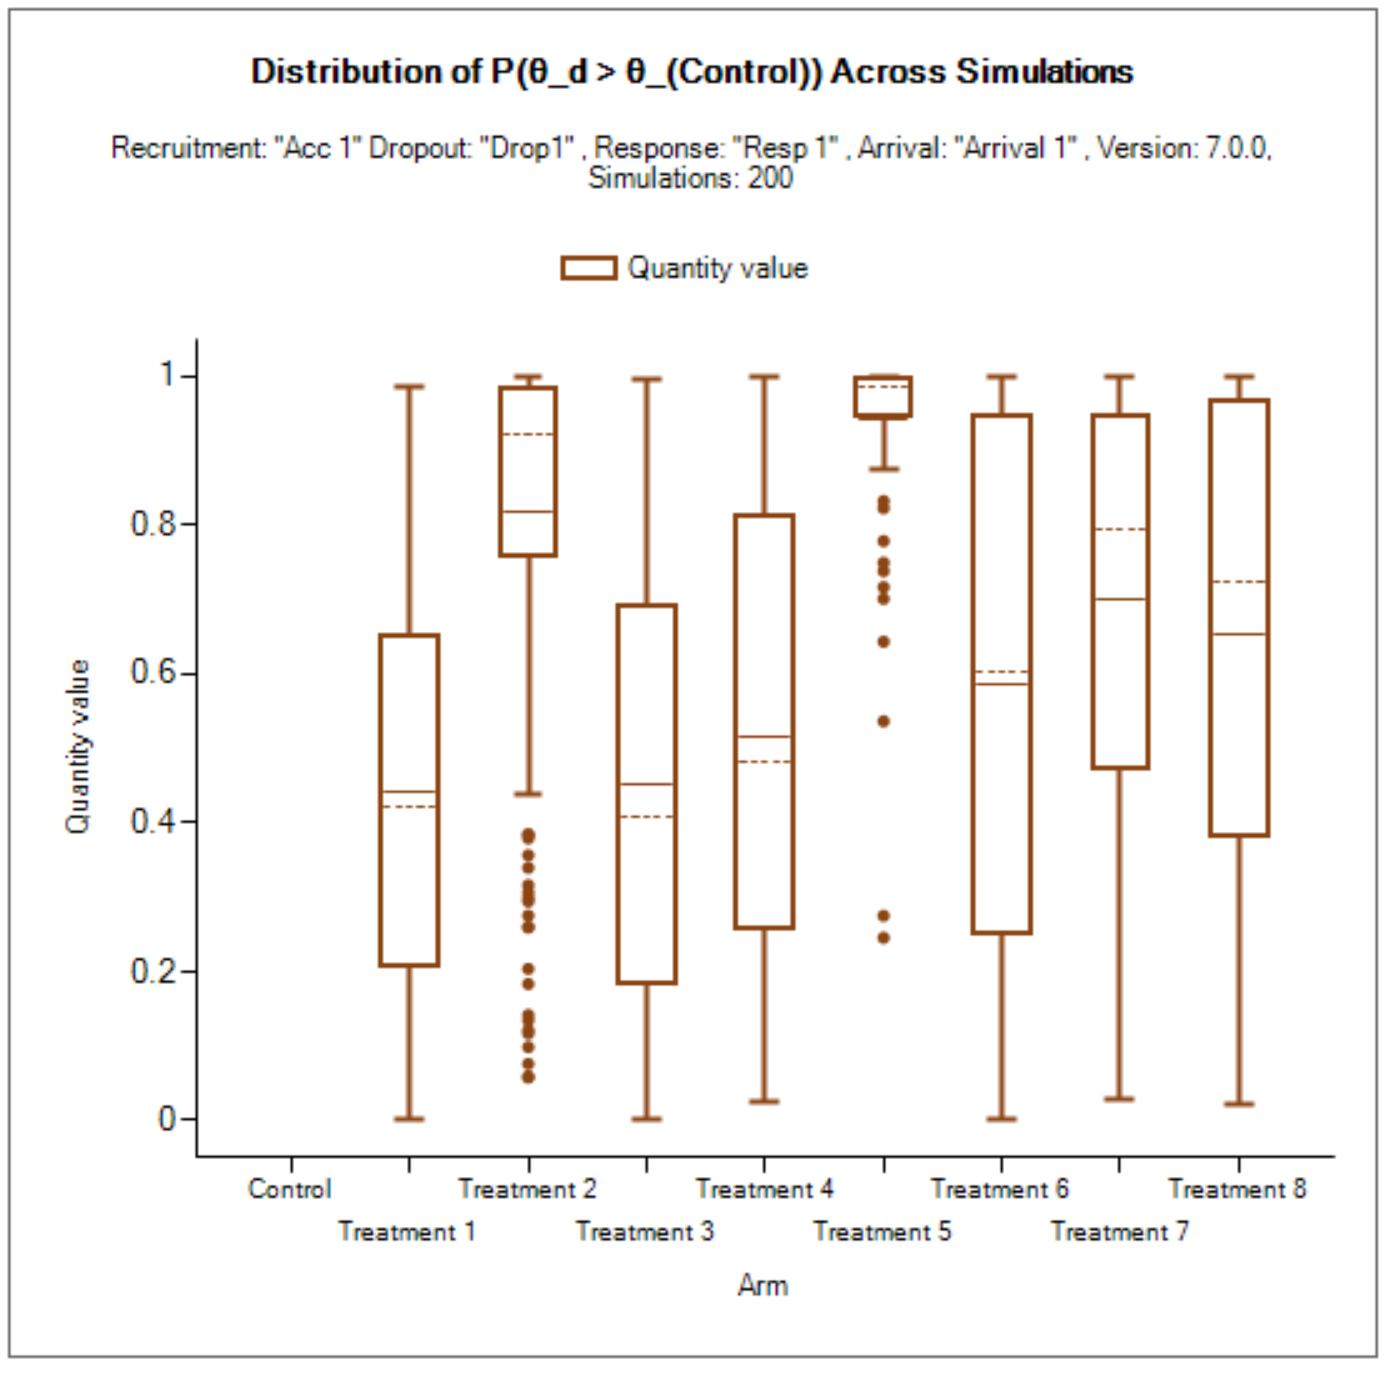 Distribution of P(θ_d > θ_(Control)) Across Simulations
Recruitment: "Acc 1" Dropout: "Drop1" , Response: "Resp 1" , Arrival: "Arrival 1" , Version: 7.0.0,
Simulations: 200
Quantity value
1
0.8
0.6
0.4
0.2
0
Quantity value
Control
Treatment 1
Treatment 2
Treatment 3
Treatment 4
Treatment 5
Treatment 6
Treatment 7
Treatment 8
Arm